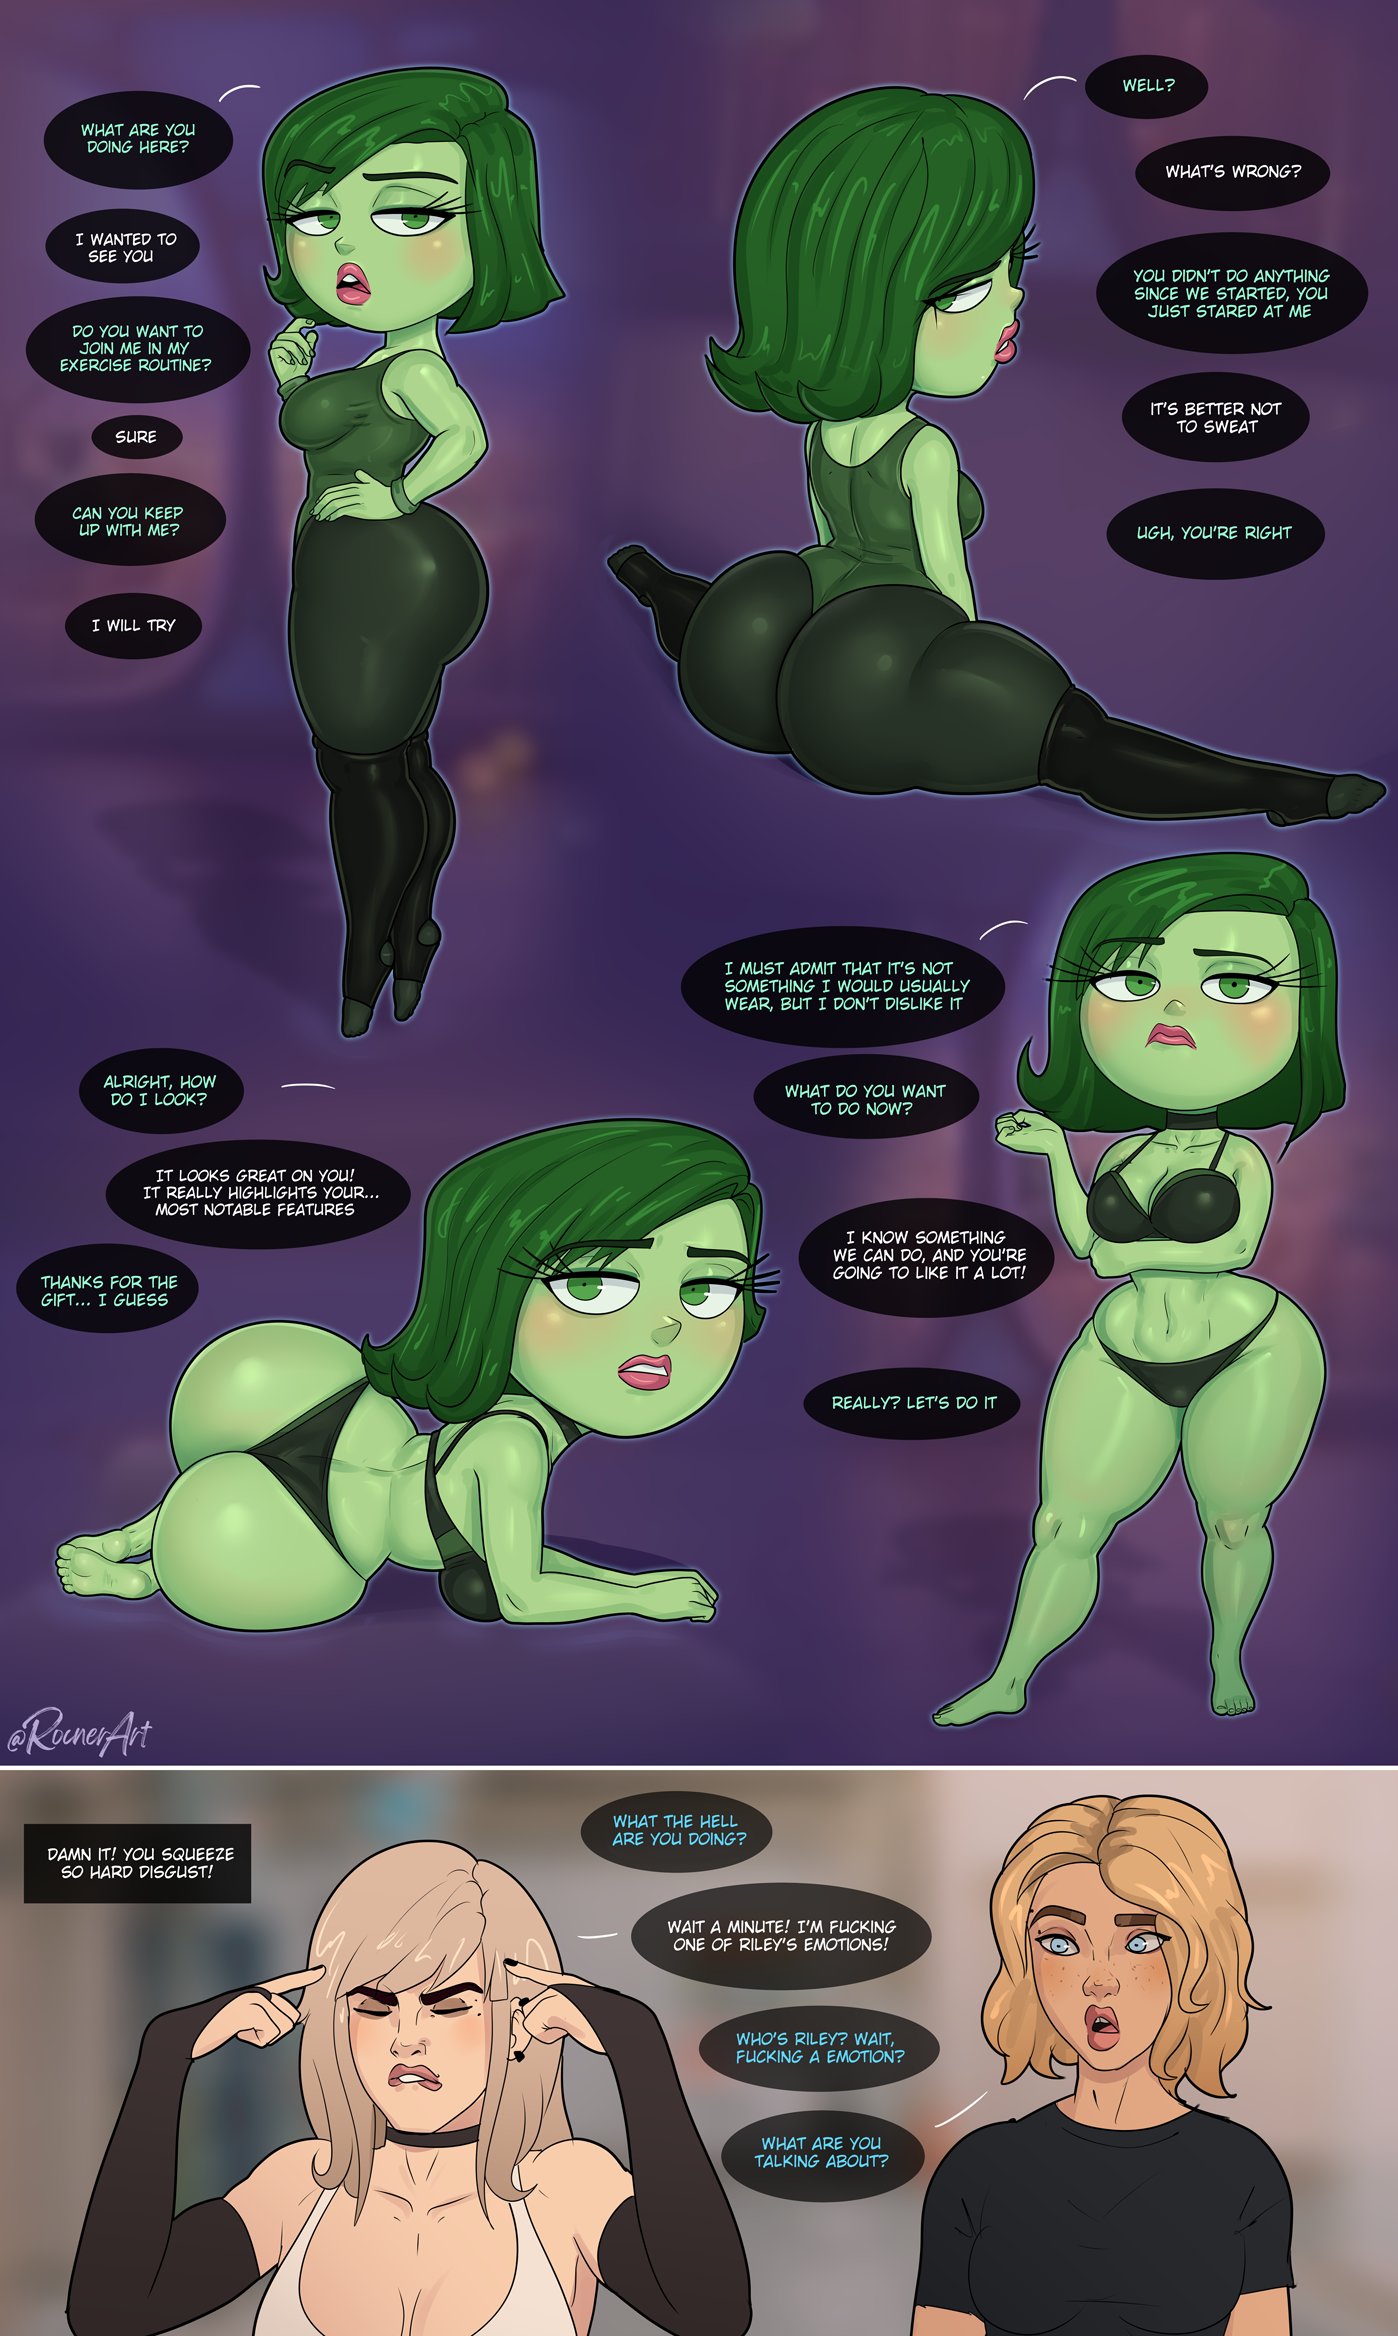 WHAT ARE YOU
DOING HERE?
I WANTED TO
SEE YOU
DO YOU WANT TO
JOIN ME IN MY
EXERCISE ROUTINE?
SURE
CAN YOU KEEP
UP WITH ME?
I WILL TRY
WELL?
WHAT'S WRONG?
YOU DIDN'T DO ANYTHING
SINCE WE STARTED, YOU
JUST STARED AT ME
IT'S BETTER NOT
TO SWEAT
UGH, YOU'RE RIGHT
ALRIGHT, HOW
DO I LOOK?
IT LOOKS GREAT ON YOU!
IT REALLY HIGHLIGHTS YOUR...
MOST NOTABLE FEATURES
THANKS FOR THE
GIFT... I GUESS
I MUST ADMIT THAT IT'S NOT
SOMETHING I WOULD USUALLY
WEAR, BUT I DON'T DISLIKE IT
WHAT DO YOU WANT
TO DO NOW?
I KNOW SOMETHING
WE CAN DO, AND YOU'RE
GOING TO LIKE IT A LOT!
REALLY? LET'S DO IT
@RocnerArt
DAMN IT! YOU SQUEEZE
SO HARD DISGUST!
WHAT THE HELL
ARE YOU DOING?
WAIT A MINUTE! I'M FUCKING
ONE OF RILEY'S EMOTIONS!
WHO'S RILEY? WAIT,
FUCKING A EMOTION?
WHAT ARE YOU
TALKING ABOUT?